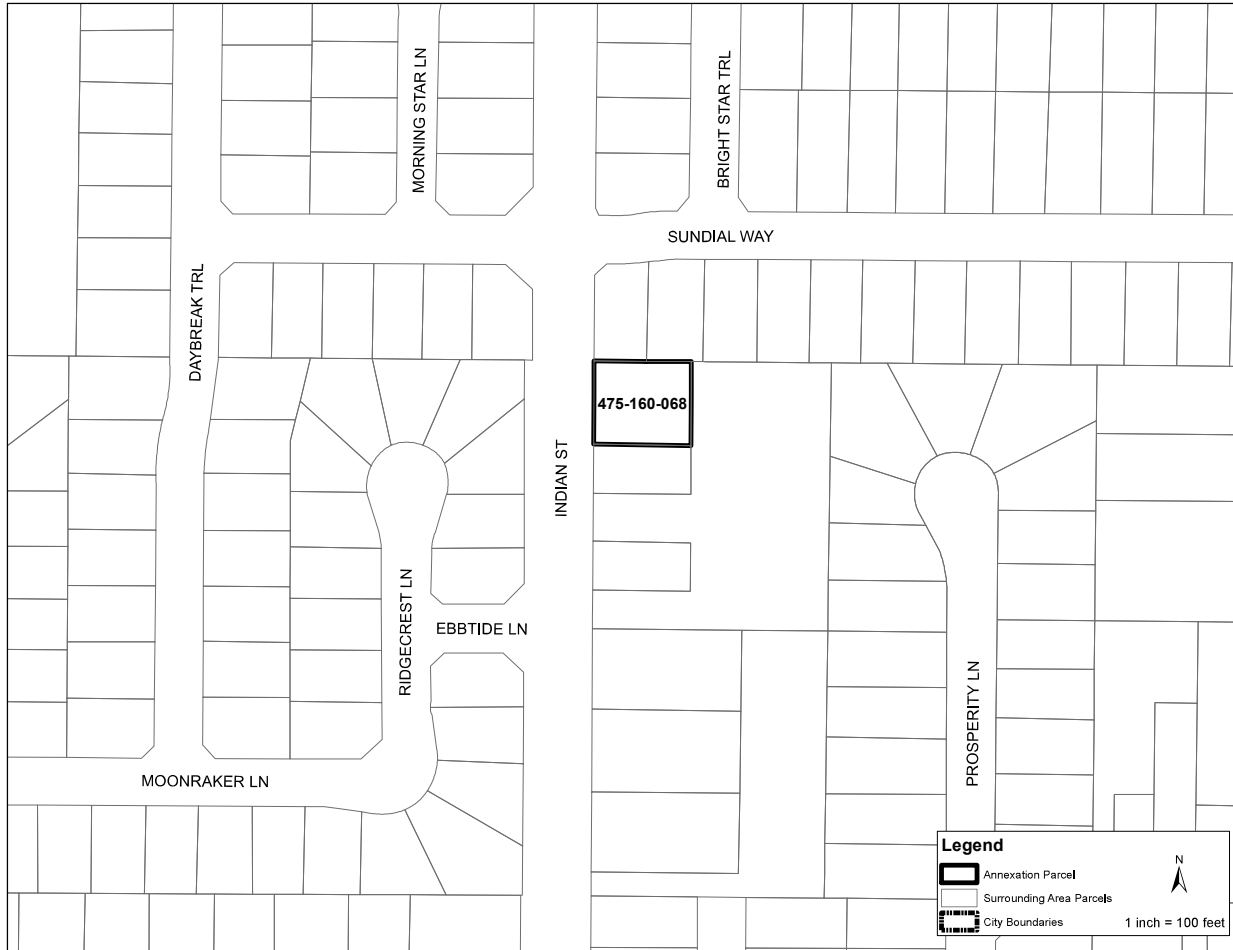 MORNING STAR LN
BRIGHT STAR TRL
SUNDIAL WAY
DAYBREAK TRL
475-160-068
INDIAN ST
RIDGECREST LN
EBBTIDE LN
PROSPERITY LN
MOONRAKER LN
Legend
Annexation Parcel
Surrounding Area Parcels
City Boundaries
N
1 inch = 100 feet